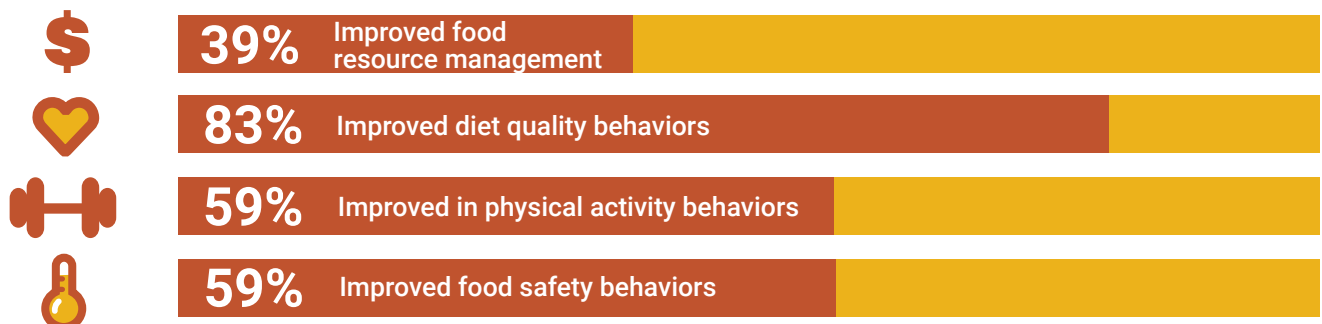 $
39% Improved food
resource management
83% Improved diet quality behaviors
59% Improved in physical activity behaviors
59% Improved food safety behaviors